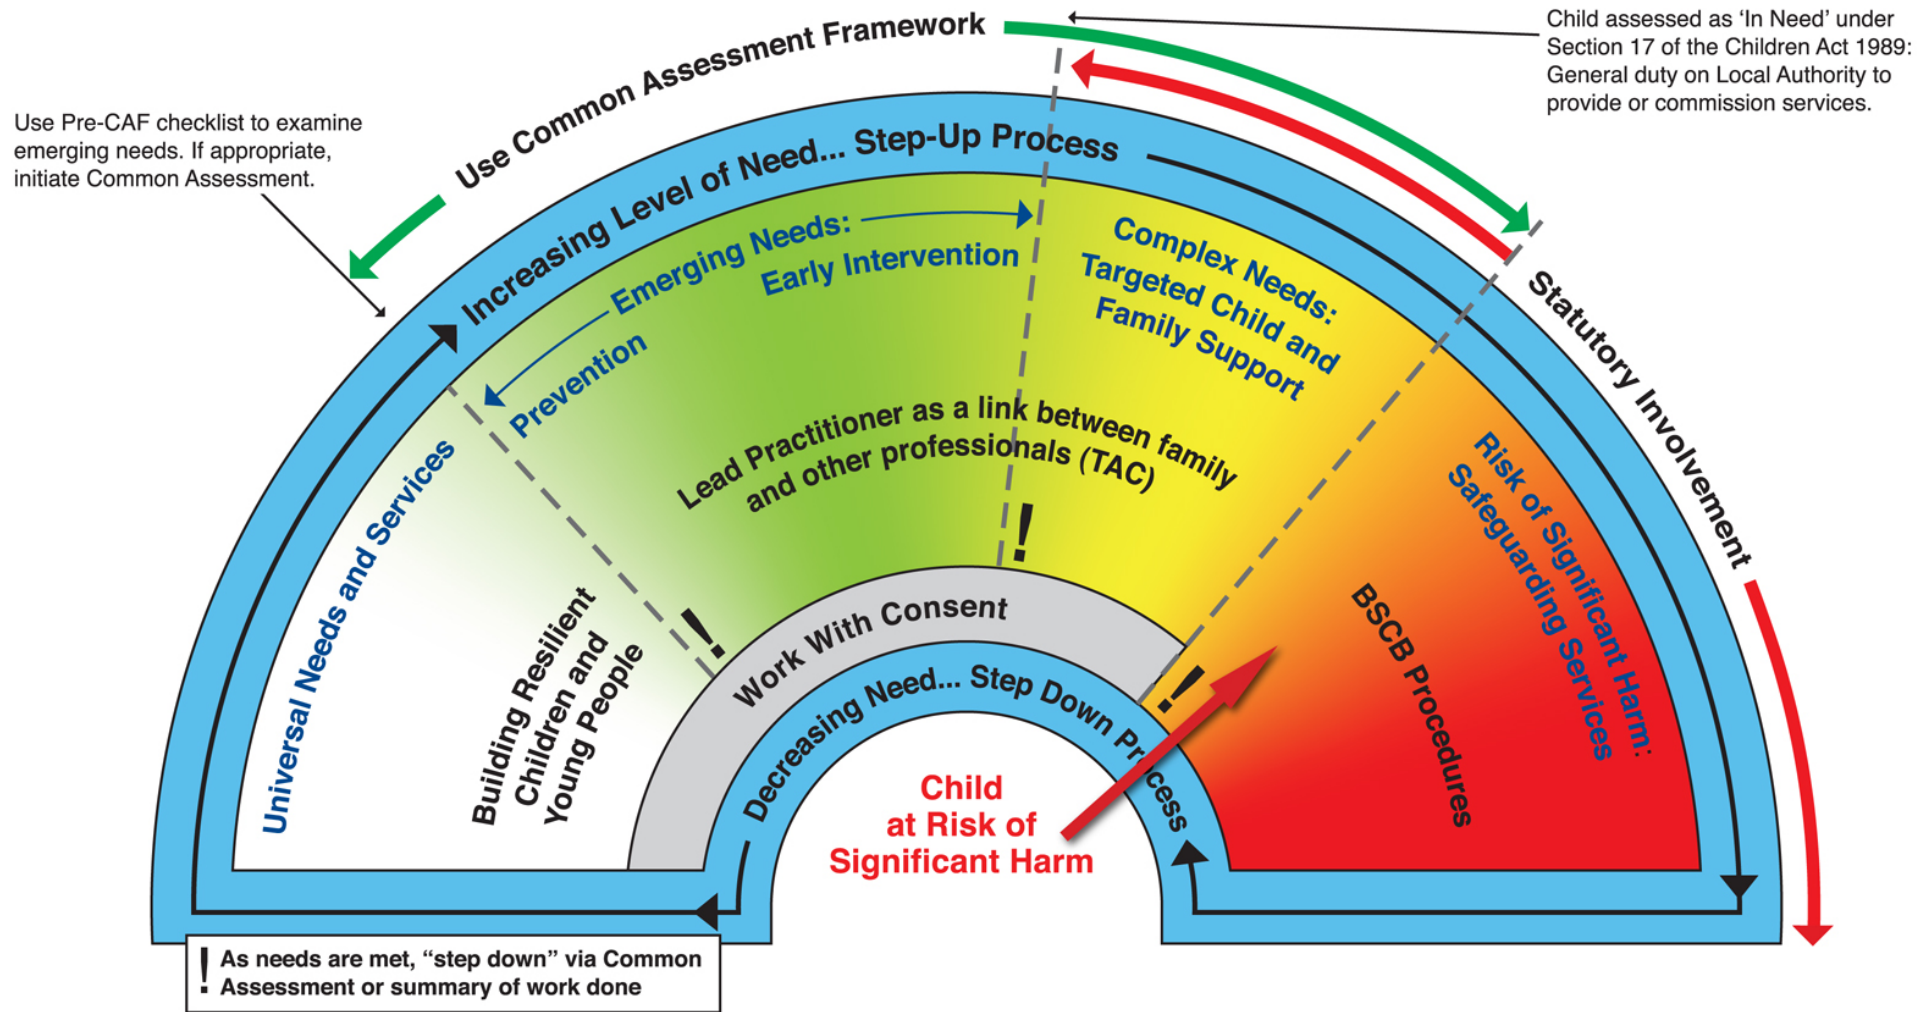 Use Common Assessment Framework
Child assessed as ‘In Need’ under
Section 17 of the Children Act 1989:
General duty on Local Authority to
provide or commission services.
Use Pre-CAF checklist to examine
emerging needs. If appropriate,
initiate Common Assessment.
Increasing Level of Need... Step-Up Process
Emerging Needs:
Early Intervention
Prevention
Complex Needs:
Targeted Child and
Family Support
Statutory Involvement
Lead Practitioner as a link between family
and other professionals (TAC)
Universal Needs and Services
Building Resilient
Children and
Young People
!
!
!
Risk of Significant Harm:
Safeguarding Services
BSCB Procedures
Work With Consent
Decreasing Need... Step Down Process
Child
at Risk of
Significant Harm
! As needs are met, “step down” via Common
Assessment or summary of work done